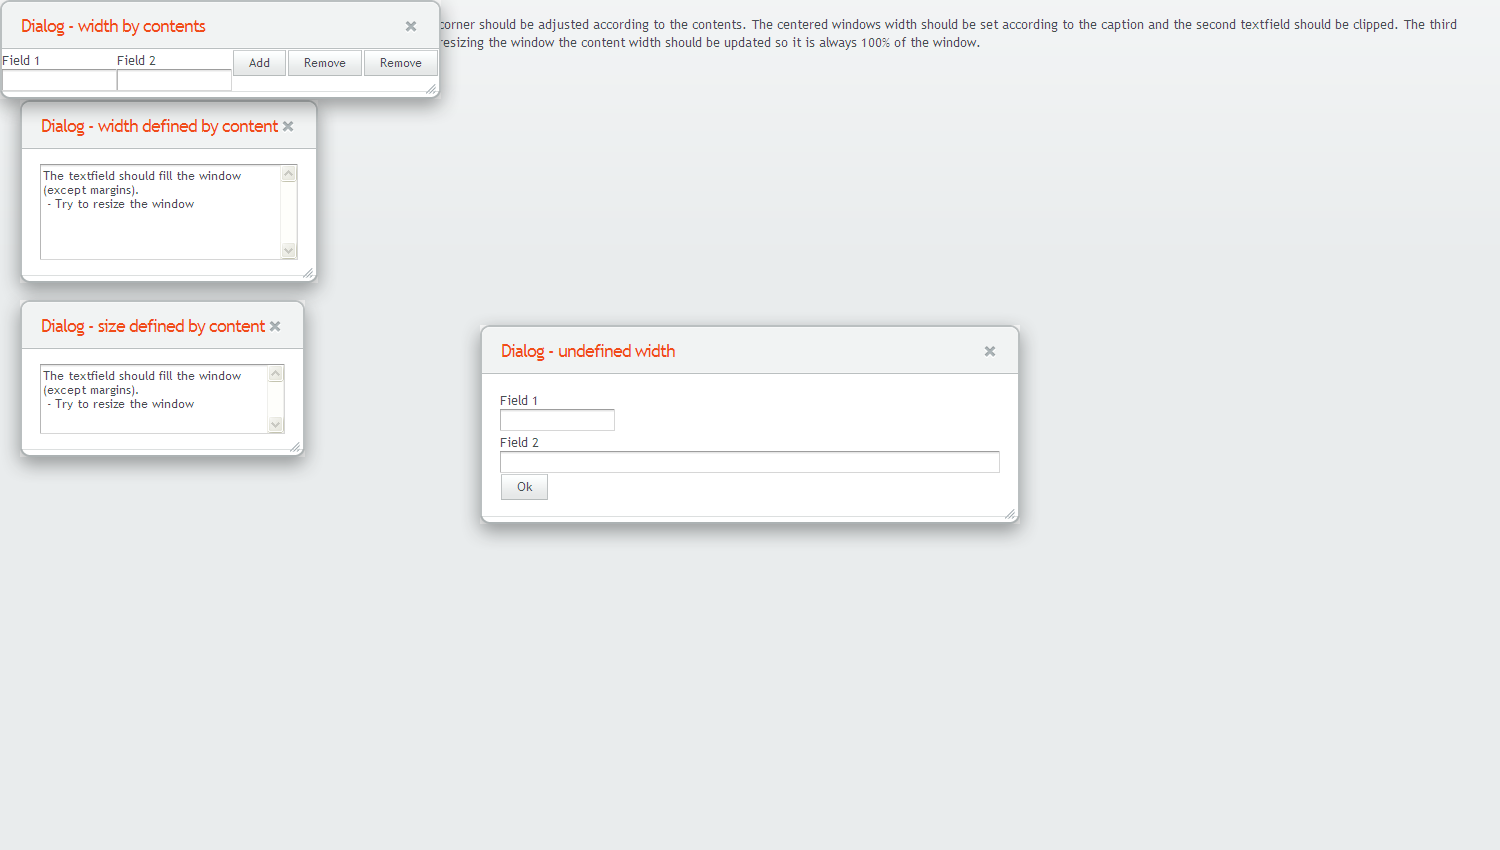 Dialog - width by contents
corner should be adjusted according to the contents. The centered windows width should be set according to the caption and the second textfield should be clipped. The third
resizing the window the content width should be updated so it is always 100% of the window.
Field 1
Field 2
Add
Remove
Remove
Dialog - width defined by content
The textfield should fill the window
(except margins).
- Try to resize the window
Dialog - size defined by content
The textfield should fill the window
(except margins).
- Try to resize the window
Dialog - undefined width
Field 1
Field 2
Ok